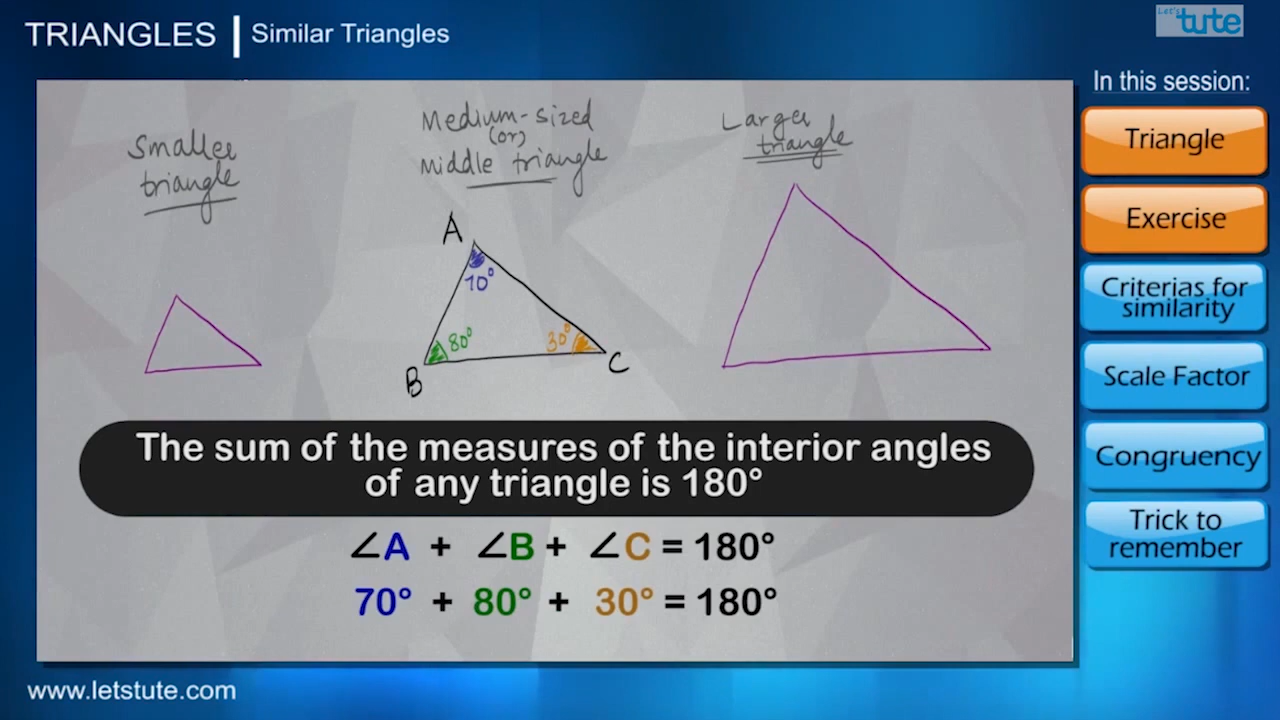 TRIANGLES | Similar Triangles
Let's
tute
In this session:
Triangle
Exercise
Criterias for
similarity
Scale Factor
Congruency
Trick to
remember
Smaller
triangle
Medium-sized
(or)
Middle triangle
Larger
triangle
A
70°
B
80°
30°
C
The sum of the measures of the interior angles
of any triangle is 180°
∠A + ∠B + ∠C = 180°
70° + 80° + 30° = 180°
www.letstute.com